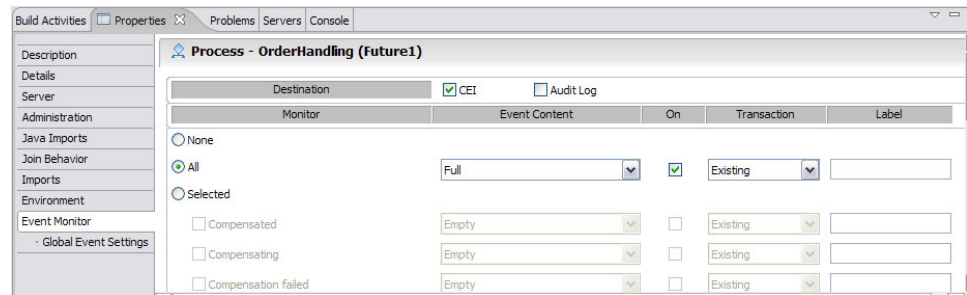 Build Activities Properties Problems Servers Console
Process - OrderHandling (Future1)
Description
Details
Server
Administration
Java Imports
Join Behavior
Imports
Environment
Event Monitor
· Global Event Settings
Destination CEI Audit Log
Monitor Event Content On Transaction Label
None
All Full Existing
Selected
Compensated Empty Existing
Compensating Empty Existing
Compensation failed Empty Existing